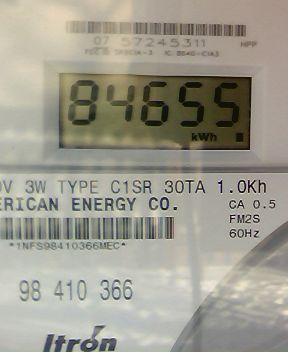 07 57245311 HPP
84655
kWh
0V 3W TYPE C1SR 30TA 1.0Kh
ERICAN ENERGY CO. CA 0.5
FM2S
60Hz
*1NFS98410366MEC*
98 410 366
Itron